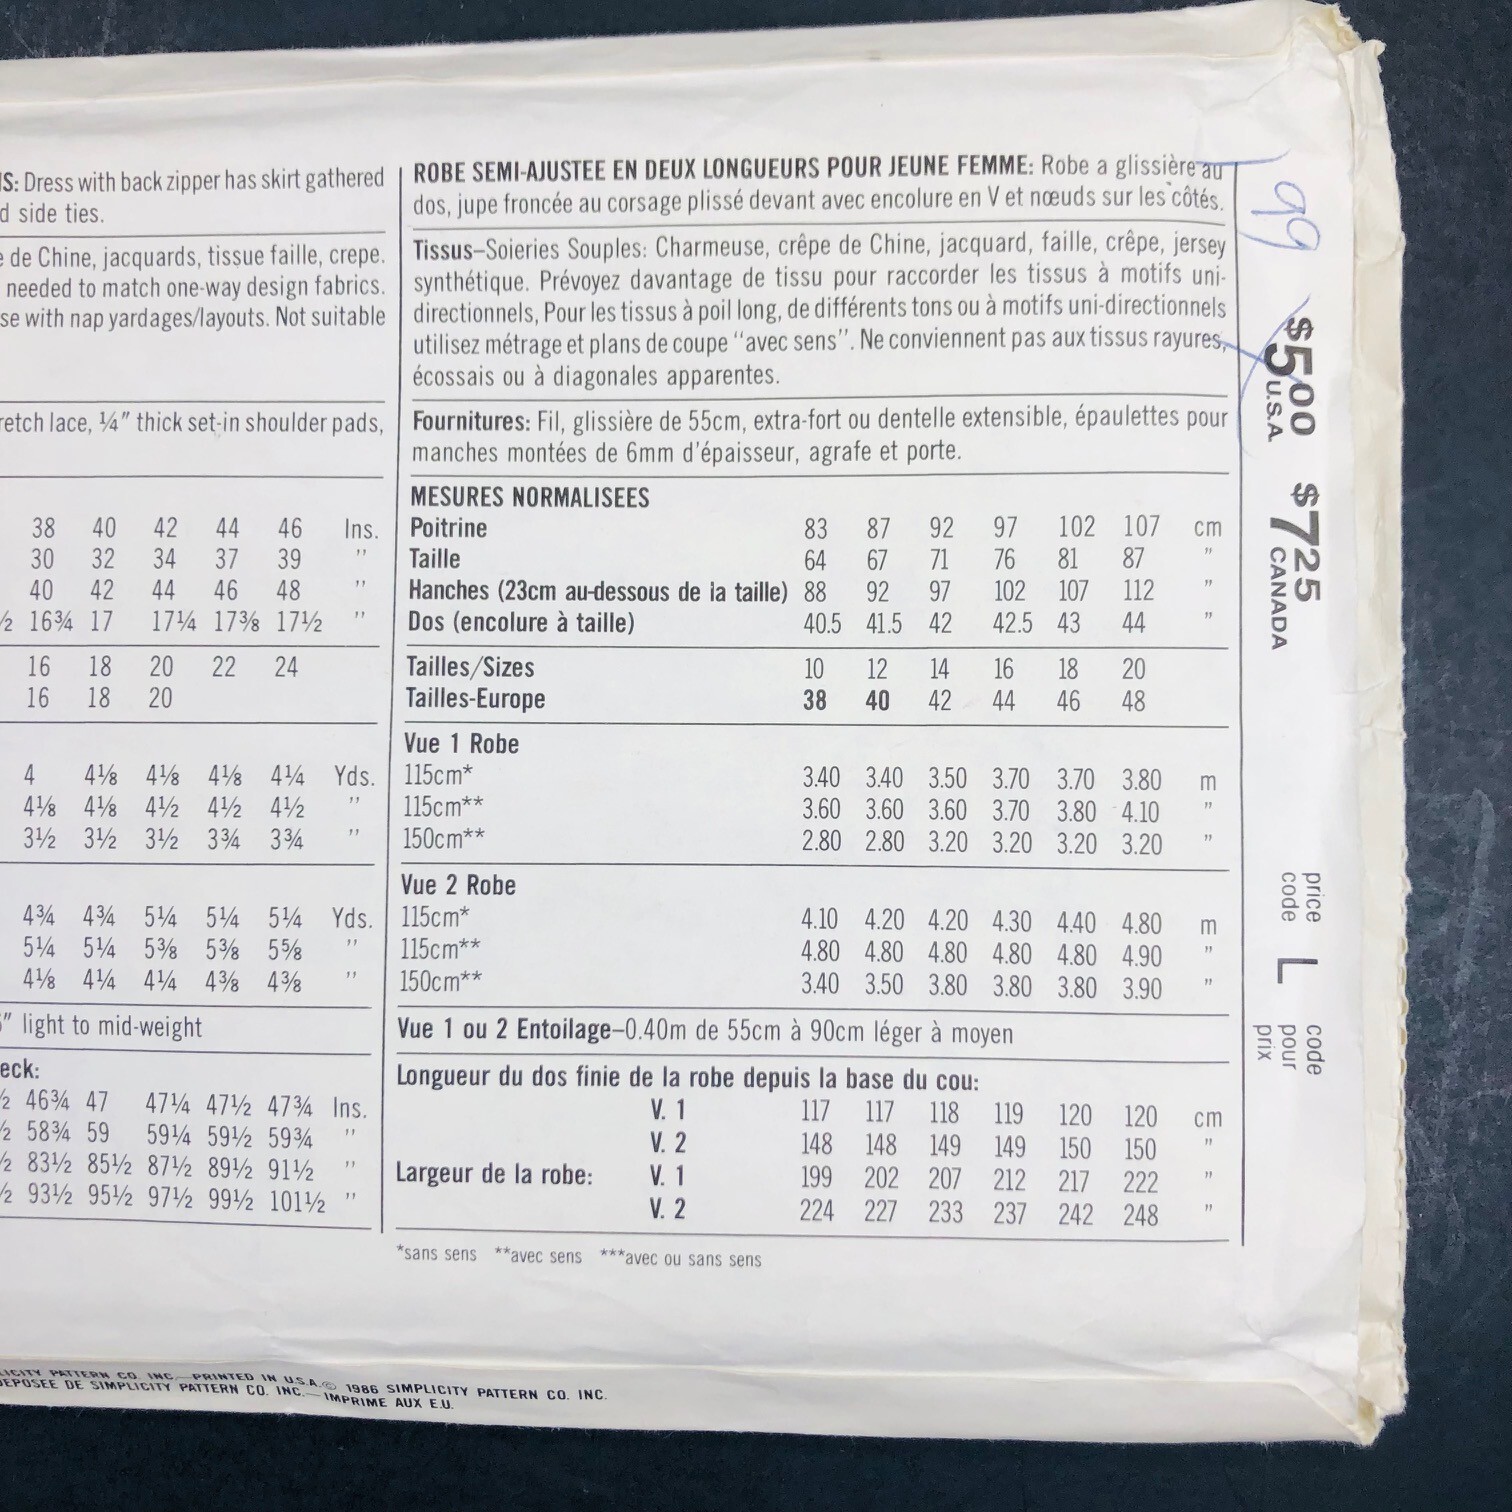 S: Dress with back zipper has skirt gathered
d side ties.
de Chine, jacquards, tissue faille, crepe.
needed to match one-way design fabrics.
se with nap yardages/layouts. Not suitable
retch lace, ¼" thick set-in shoulder pads,
38 40 42 44 46 Ins.
30 32 34 37 39 "
40 42 44 46 48 "
½ 16¾ 17 17¼ 17⅜ 17½ "
16 18 20 22 24
16 18 20
4 4⅛ 4⅛ 4⅛ 4¼ Yds.
4⅛ 4⅛ 4½ 4½ 4½ "
3½ 3½ 3½ 3¾ 3¾ "
4¾ 4¾ 5¼ 5¼ 5¼ Yds.
5¼ 5¼ 5⅜ 5⅜ 5⅝ "
4⅛ 4¼ 4¼ 4⅜ 4⅜ "
" light to mid-weight
eck:
½ 46¾ 47 47¼ 47½ 47¾ Ins.
½ 58¾ 59 59¼ 59½ 59¾ "
½ 83½ 85½ 87½ 89½ 91½ "
½ 93½ 95½ 97½ 99½ 101½ "
ROBE SEMI-AJUSTEE EN DEUX LONGUEURS POUR JEUNE FEMME: Robe a glissière au
dos, jupe froncée au corsage plissé devant avec encolure en V et nœuds sur les côtés.
Tissus–Soieries Souples: Charmeuse, crêpe de Chine, jacquard, faille, crêpe, jersey
synthétique. Prévoyez davantage de tissu pour raccorder les tissus à motifs uni-
directionnels, Pour les tissus à poil long, de différents tons ou à motifs uni-directionnels
utilisez métrage et plans de coupe "avec sens". Ne conviennent pas aux tissus rayures,
écossais ou à diagonales apparentes.
Fournitures: Fil, glissière de 55cm, extra-fort ou dentelle extensible, épaulettes pour
manches montées de 6mm d'épaisseur, agrafe et porte.
MESURES NORMALISEES
Poitrine 83 87 92 97 102 107 cm
Taille 64 67 71 76 81 87 "
Hanches (23cm au-dessous de la taille) 88 92 97 102 107 112 "
Dos (encolure à taille) 40.5 41.5 42 42.5 43 44 "
Tailles/Sizes 10 12 14 16 18 20
Tailles-Europe 38 40 42 44 46 48
Vue 1 Robe
115cm* 3.40 3.40 3.50 3.70 3.70 3.80 m
115cm** 3.60 3.60 3.60 3.70 3.80 4.10 "
150cm** 2.80 2.80 3.20 3.20 3.20 3.20 "
Vue 2 Robe
115cm* 4.10 4.20 4.20 4.30 4.40 4.80 m
115cm** 4.80 4.80 4.80 4.80 4.80 4.90 "
150cm** 3.40 3.50 3.80 3.80 3.80 3.90 "
Vue 1 ou 2 Entoilage–0.40m de 55cm à 90cm léger à moyen
Longueur du dos finie de la robe depuis la base du cou:
V. 1 117 117 118 119 120 120 cm
V. 2 148 148 149 149 150 150 "
Largeur de la robe: V. 1 199 202 207 212 217 222 "
V. 2 224 227 233 237 242 248 "
*sans sens **avec sens ***avec ou sans sens
199
$5.00 U.S.A. $7.25 CANADA
price code L code pour prix
LICITY PATTERN CO. INC.—PRINTED IN U.S.A. © 1986 SIMPLICITY PATTERN CO. INC.
DEPOSEE DE SIMPLICITY PATTERN CO. INC.—IMPRIME AUX E.U.